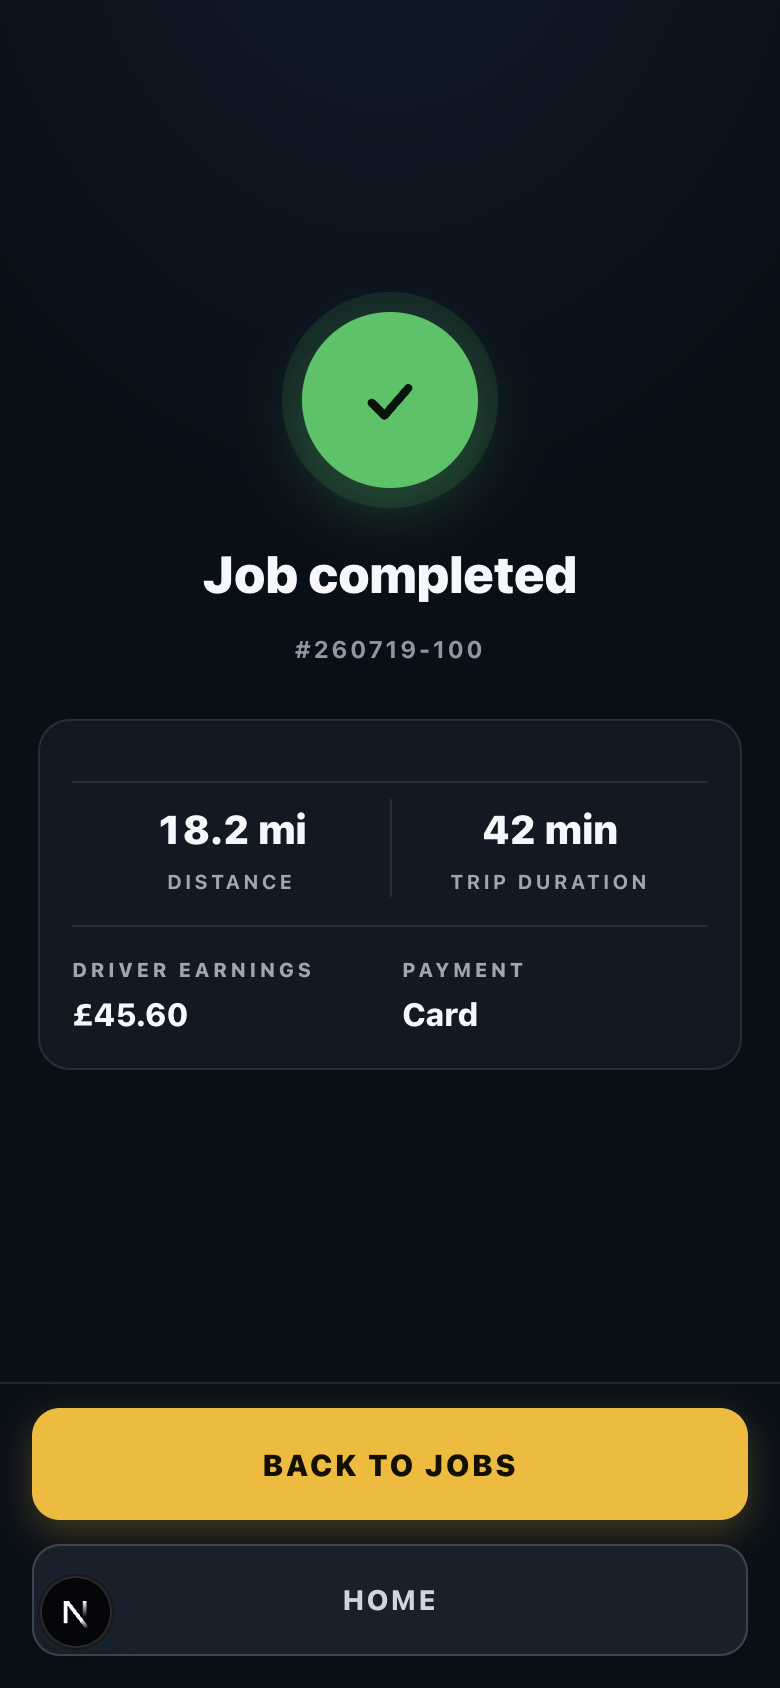 Job completed
#260719-100
18.2 mi
DISTANCE
42 min
TRIP DURATION
DRIVER EARNINGS
£45.60
PAYMENT
Card
BACK TO JOBS
HOME
N